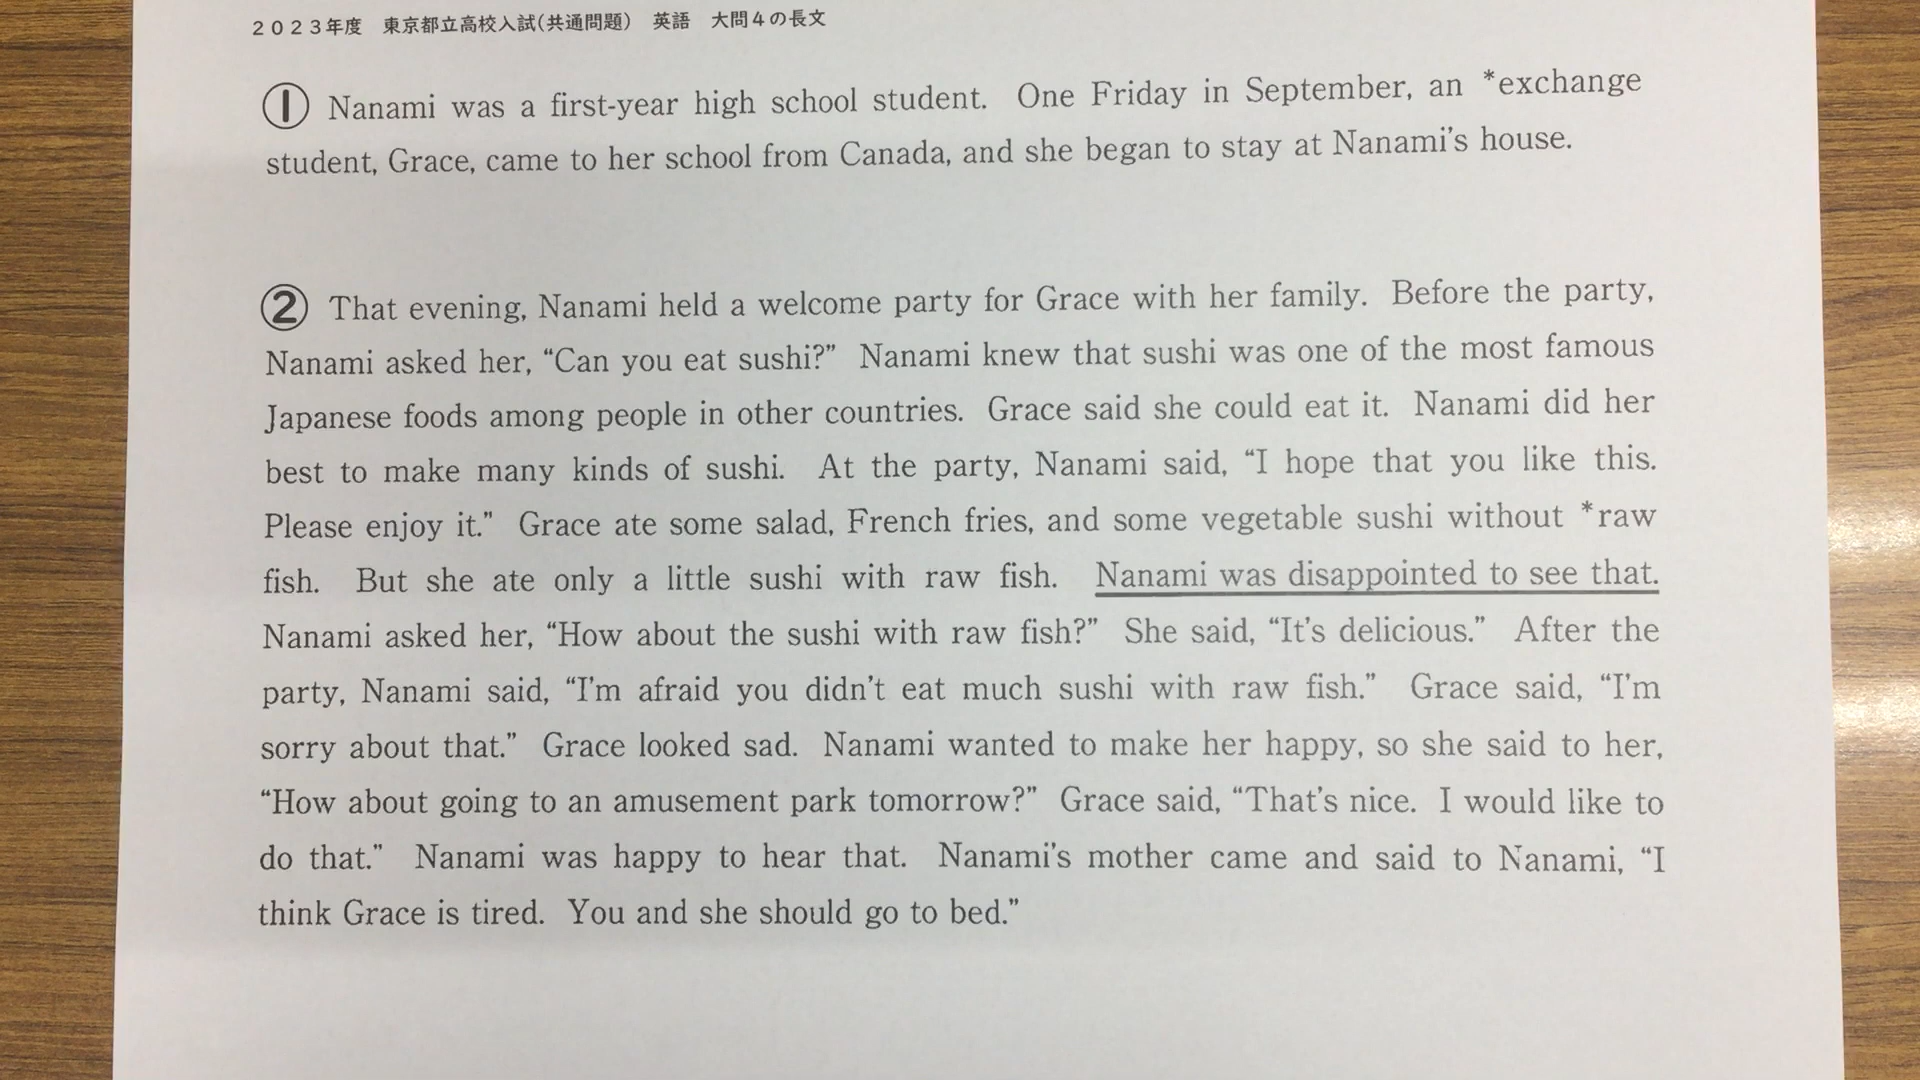 ２０２３年度　東京都立高校入試（共通問題）　英語　大問４の長文
① Nanami was a first-year high school student. One Friday in September, an *exchange
student, Grace, came to her school from Canada, and she began to stay at Nanami’s house.
② That evening, Nanami held a welcome party for Grace with her family. Before the party,
Nanami asked her, “Can you eat sushi?” Nanami knew that sushi was one of the most famous
Japanese foods among people in other countries. Grace said she could eat it. Nanami did her
best to make many kinds of sushi. At the party, Nanami said, “I hope that you like this.
Please enjoy it.” Grace ate some salad, French fries, and some vegetable sushi without *raw
fish. But she ate only a little sushi with raw fish. Nanami was disappointed to see that.
Nanami asked her, “How about the sushi with raw fish?” She said, “It’s delicious.” After the
party, Nanami said, “I’m afraid you didn’t eat much sushi with raw fish.” Grace said, “I’m
sorry about that.” Grace looked sad. Nanami wanted to make her happy, so she said to her,
“How about going to an amusement park tomorrow?” Grace said, “That’s nice. I would like to
do that.” Nanami was happy to hear that. Nanami’s mother came and said to Nanami, “I
think Grace is tired. You and she should go to bed.”